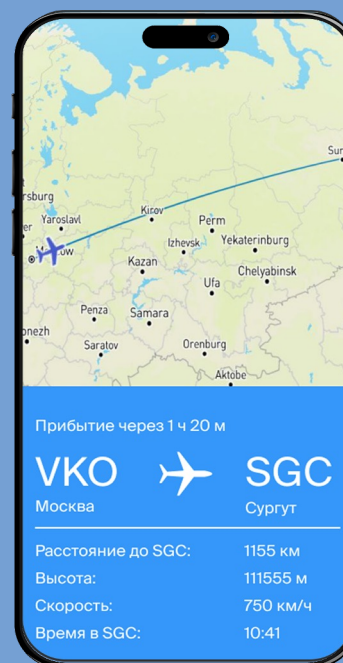 Sur
rsburg
Yaroslavl
Kirov
Perm
Izhevsk
Yekaterinburg
Kazan
Chelyabinsk
Ufa
Penza
Samara
onezh
Saratov
Orenburg
Aktobe
Прибытие через 1 ч 20 м
VKO SGC
Москва Сургут
Расстояние до SGC: 1155 км
Высота: 111555 м
Скорость: 750 км/ч
Время в SGC: 10:41